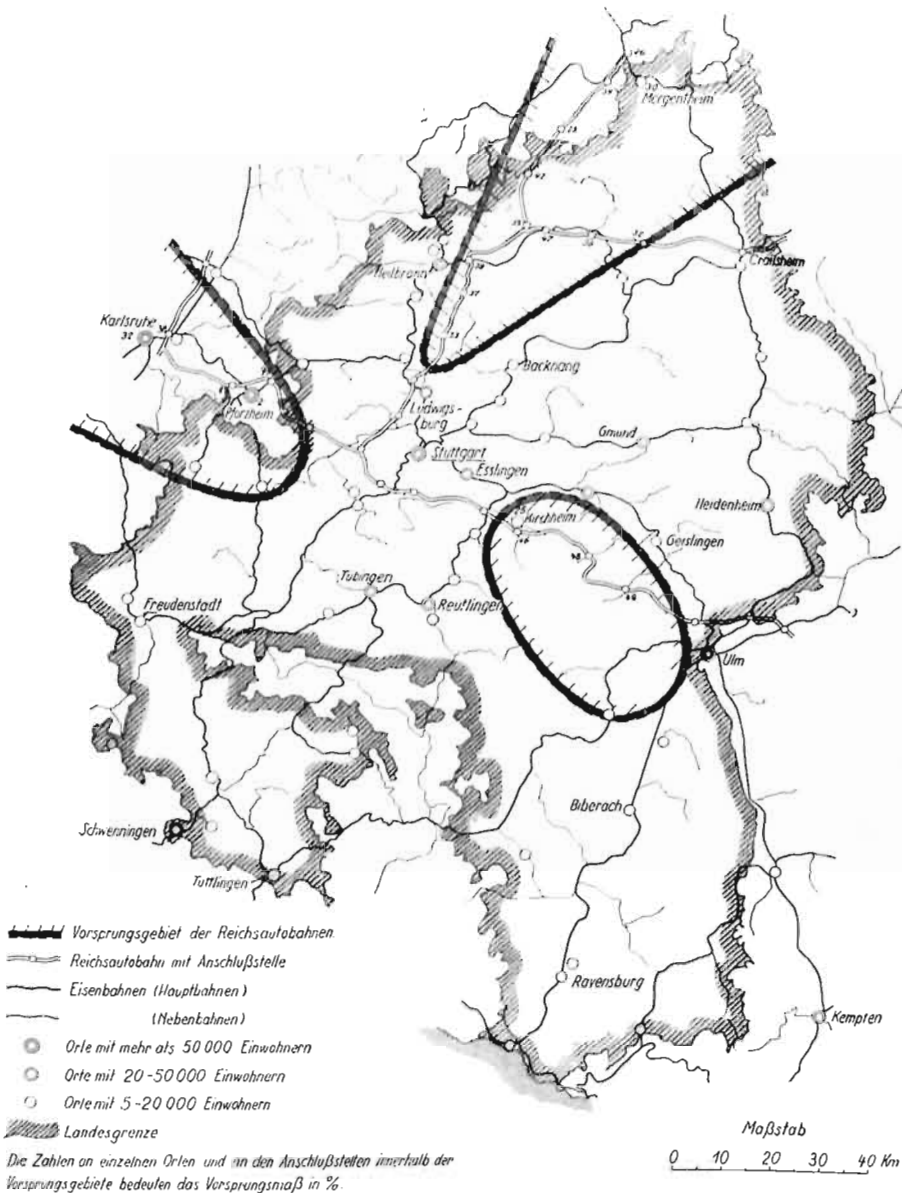 Mergentheim
Heilbronn
Crailsheim
Karlsruhe
32
Pforzheim
Backnang
Ludwigs-
burg
Gmünd
Stuttgart
Esslingen
Heidenheim
Kirchheim
46
Geislingen
48
Tübingen
Reutlingen
Freudenstadt
Ulm
Biberach
Schwenningen
Tuttlingen
Vorsprungsgebiet der Reichsautobahnen.
Reichsautobahn mit Anschlußstelle
Eisenbahnen (Hauptbahnen)
(Nebenbahnen)
Ravensburg
Kempten
Orte mit mehr als 50 000 Einwohnern
Orte mit 20-50 000 Einwohnern
Orte mit 5-20 000 Einwohnern
Landesgrenze
Die Zahlen an einzelnen Orten und an den Anschlußstellen innerhalb der
Vorsprungsgebiete bedeuten das Vorsprungsmaß in %.
Maßstab
0 10 20 30 40 Km